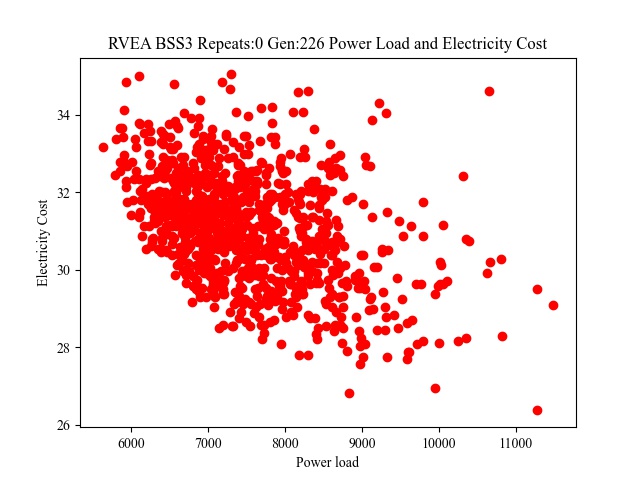 RVEA BSS3 Repeats:0 Gen:226 Power Load and Electricity Cost
34
32
30
28
26
Electricity Cost
6000 7000 8000 9000 10000 11000
Power load